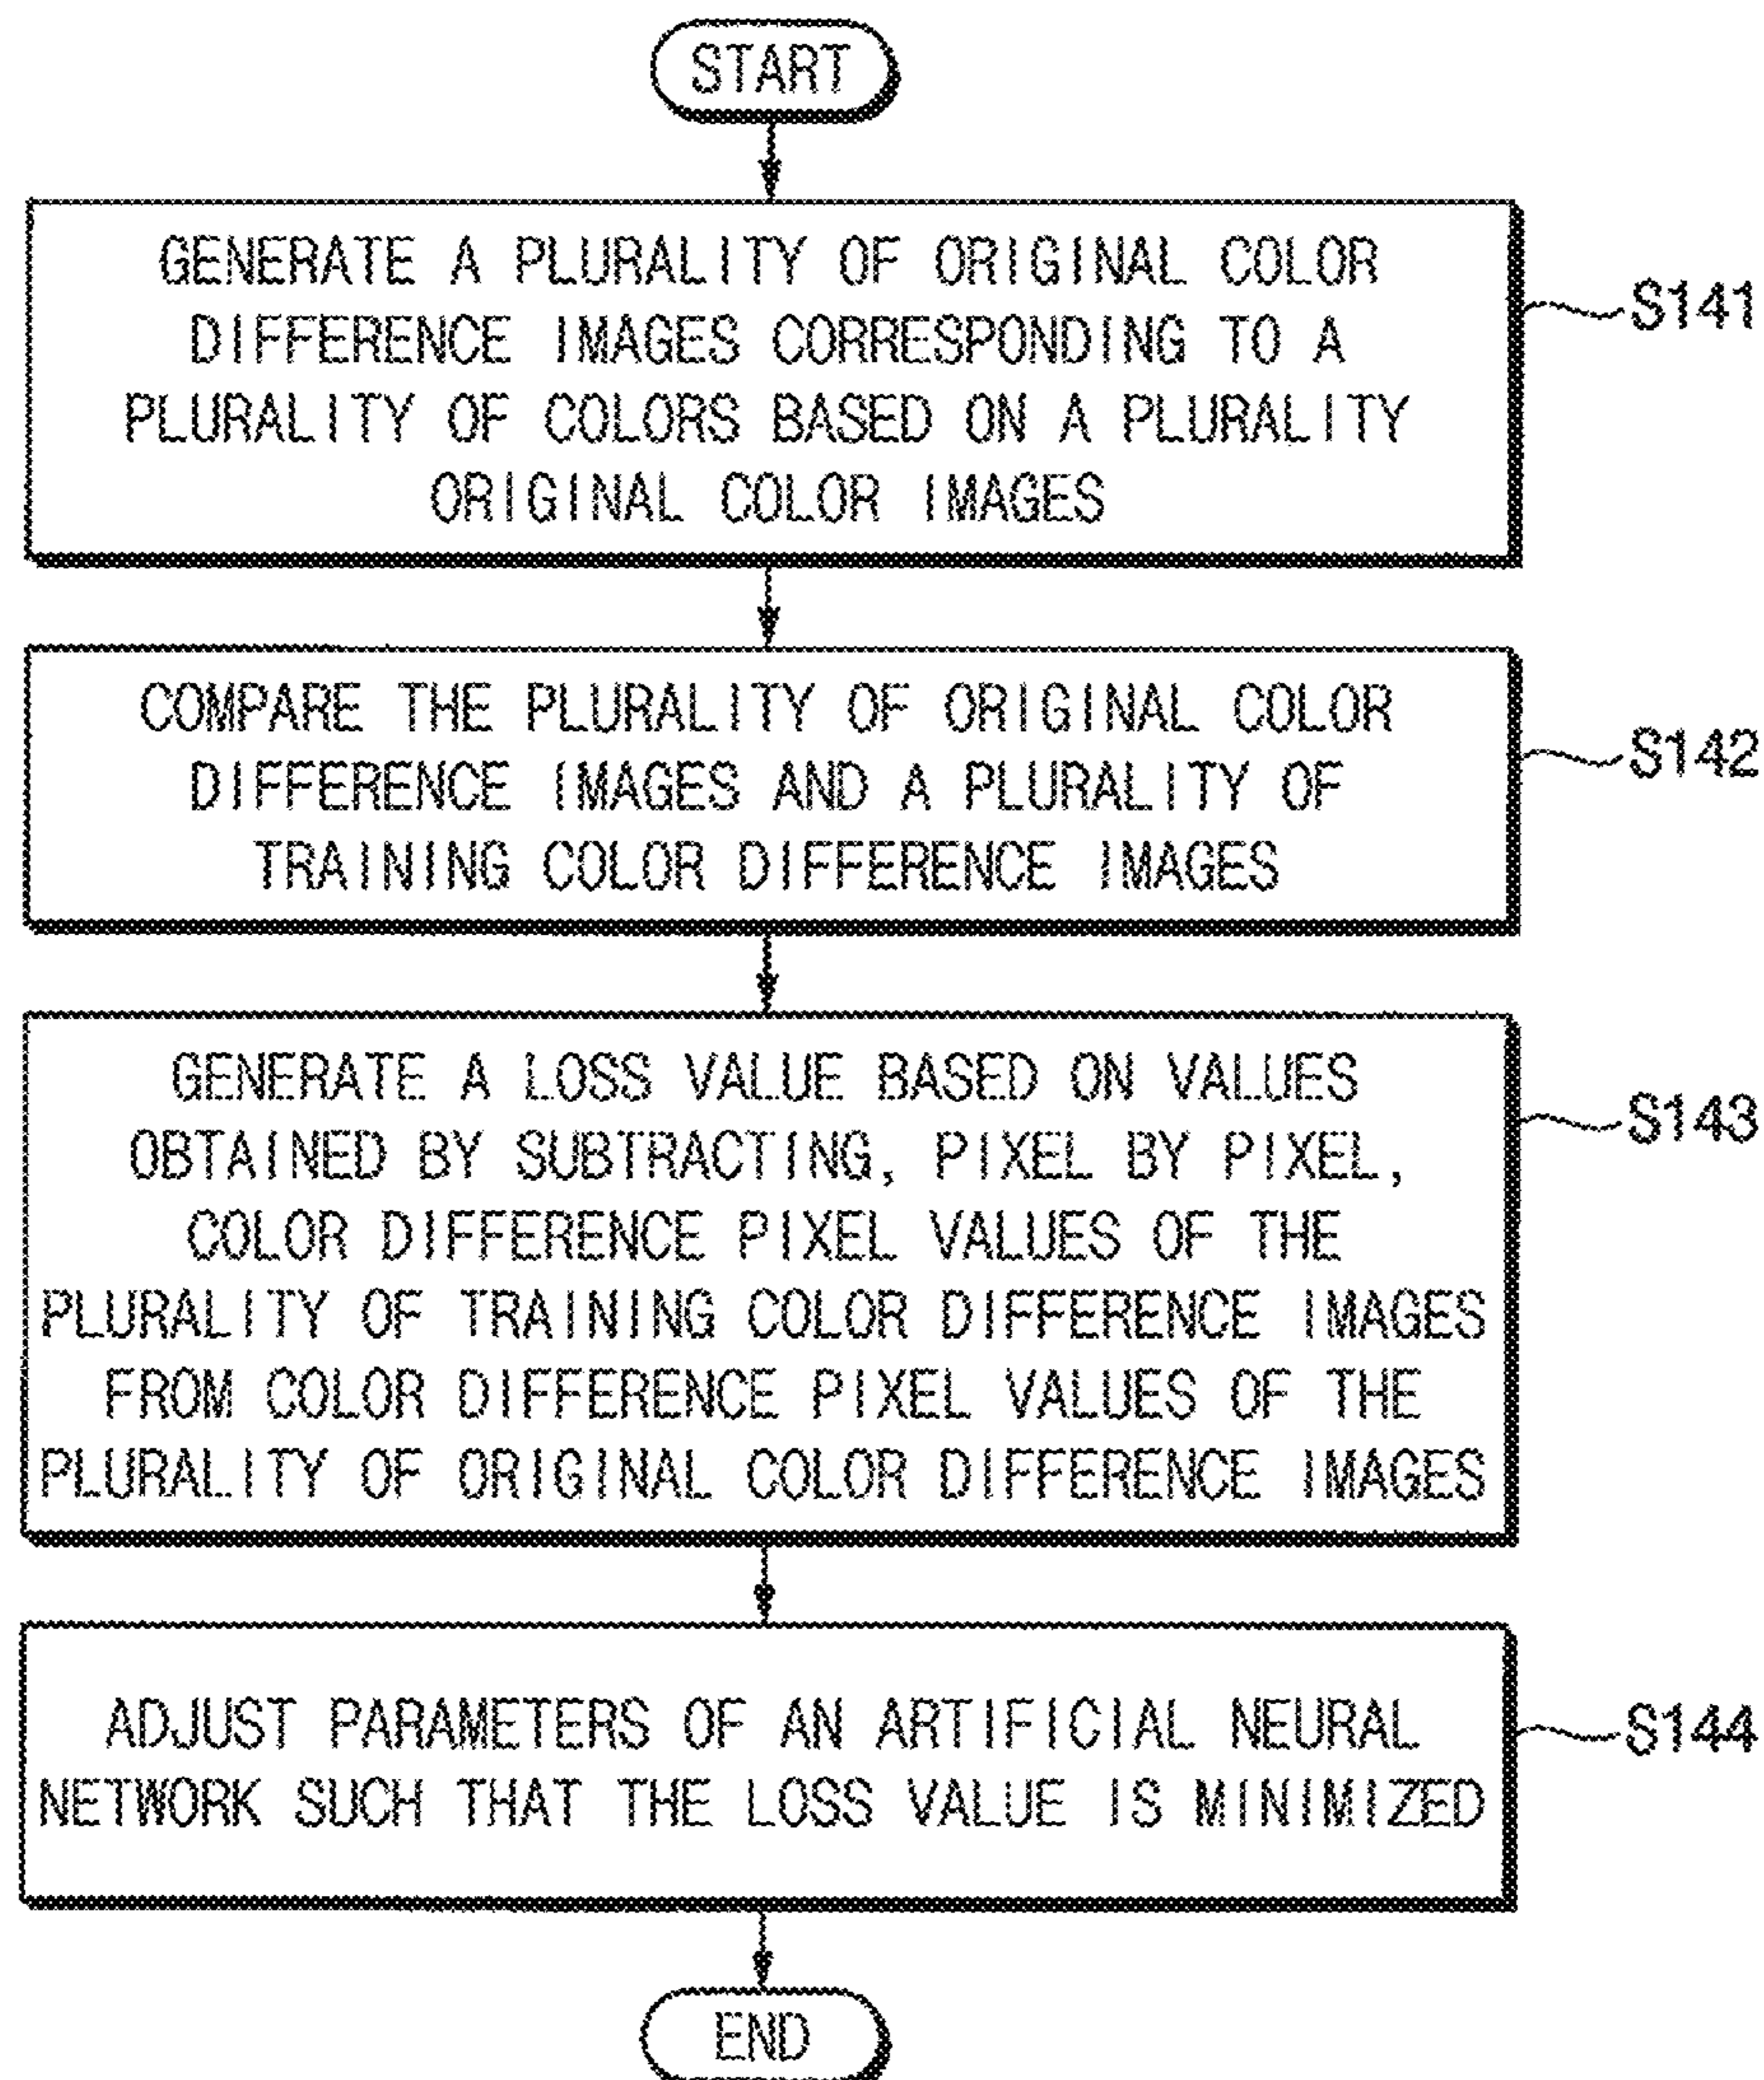 START
GENERATE A PLURALITY OF ORIGINAL COLOR
DIFFERENCE IMAGES CORRESPONDING TO A
PLURALITY OF COLORS BASED ON A PLURALITY
ORIGINAL COLOR IMAGES
S141
COMPARE THE PLURALITY OF ORIGINAL COLOR
DIFFERENCE IMAGES AND A PLURALITY OF
TRAINING COLOR DIFFERENCE IMAGES
S142
GENERATE A LOSS VALUE BASED ON VALUES
OBTAINED BY SUBTRACTING, PIXEL BY PIXEL,
COLOR DIFFERENCE PIXEL VALUES OF THE
PLURALITY OF TRAINING COLOR DIFFERENCE IMAGES
FROM COLOR DIFFERENCE PIXEL VALUES OF THE
PLURALITY OF ORIGINAL COLOR DIFFERENCE IMAGES
S143
ADJUST PARAMETERS OF AN ARTIFICIAL NEURAL
NETWORK SUCH THAT THE LOSS VALUE IS MINIMIZED
S144
END